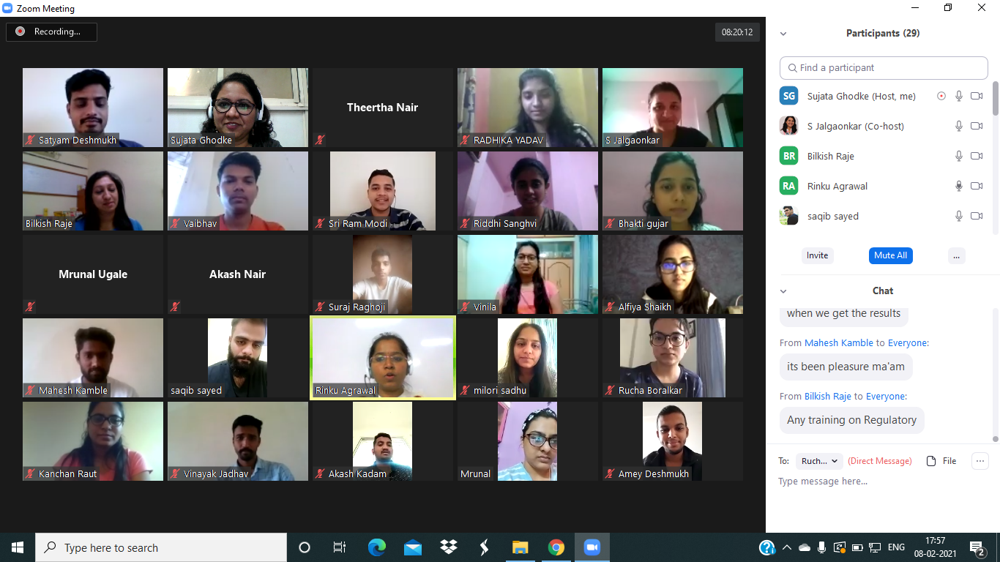 Zoom Meeting
Recording...
08:20:12
Satyam Deshmukh
Sujata Ghodke
Theertha Nair
RADHIKA YADAV
S Jalgaonkar
Bilkish Raje
Vaibhav
Sri Ram Modi
Riddhi Sanghvi
Bhakti gujar
Mrunal Ugale
Akash Nair
Suraj Raghoji
Vinila
Alfiya Shaikh
Mahesh Kamble
saqib sayed
Rinku Agrawal
milori sadhu
Rucha Boralkar
Kanchan Raut
Vinayak Jadhav
Akash Kadam
Mrunal
Amey Deshmukh
Participants (29)
Find a participant
SG Sujata Ghodke (Host, me)
S Jalgaonkar (Co-host)
BR Bilkish Raje
RA Rinku Agrawal
saqib sayed
Invite
Mute All
...
Chat
when we get the results
From Mahesh Kamble to Everyone:
its been pleasure ma'am
From Bilkish Raje to Everyone:
Any training on Regulatory
To: Ruch... (Direct Message) File
Type message here...
Type here to search
ENG
17:57
08-02-2021
2